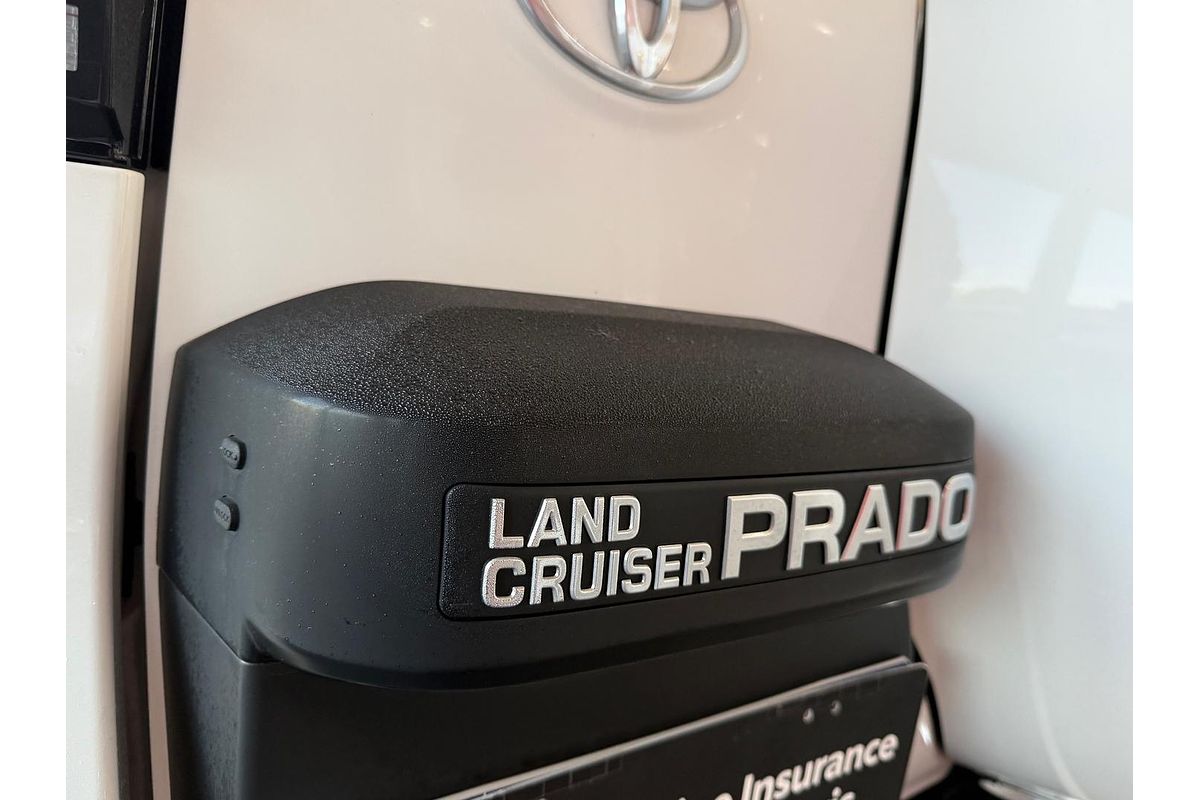 LAND
CRUISER
PRADO
Insurance